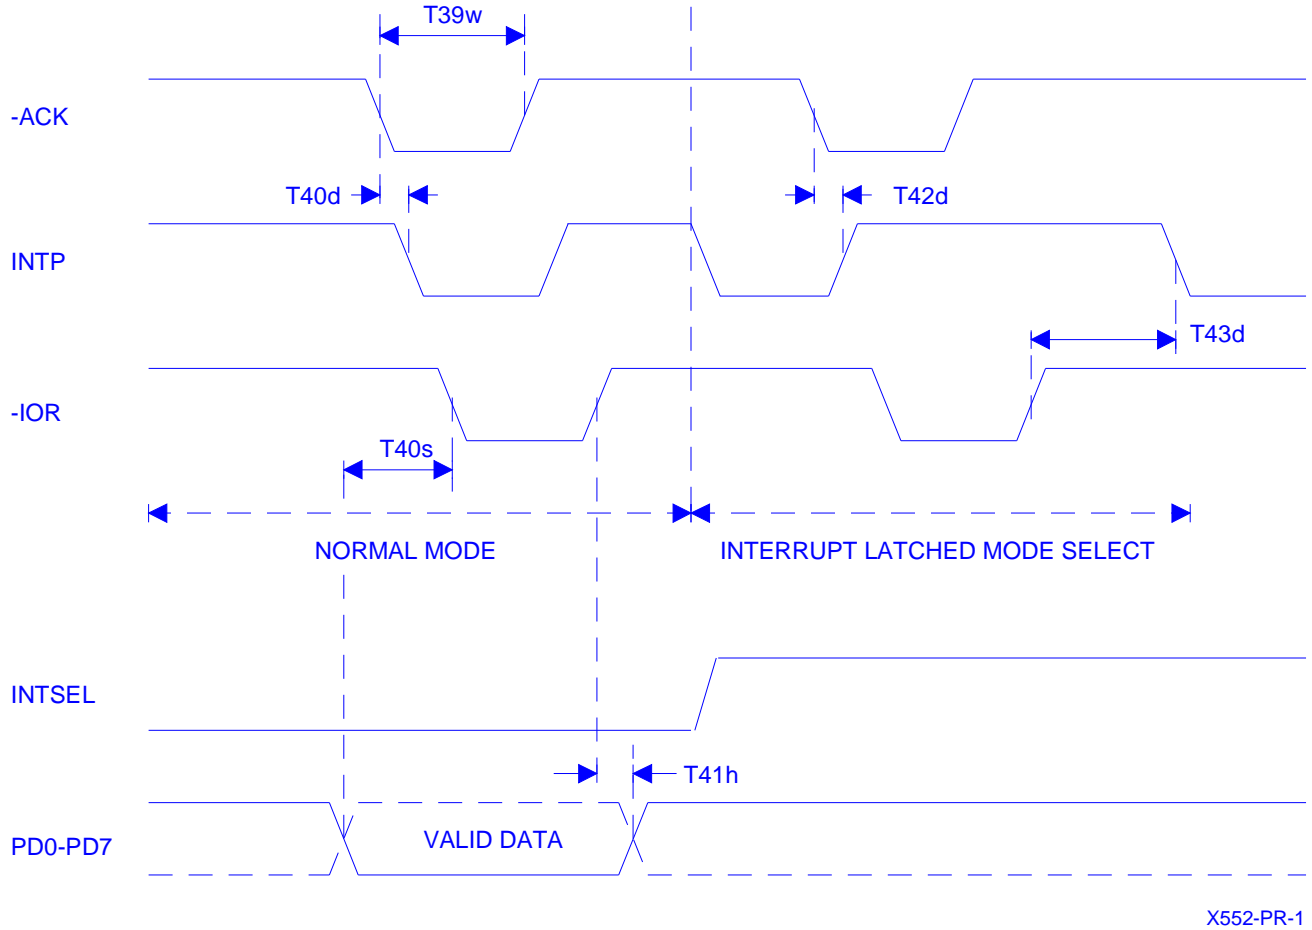 T39w
-ACK
T40d
T42d
INTP
T43d
-IOR
T40s
NORMAL MODE
INTERRUPT LATCHED MODE SELECT
INTSEL
T41h
PD0-PD7
VALID DATA
X552-PR-1